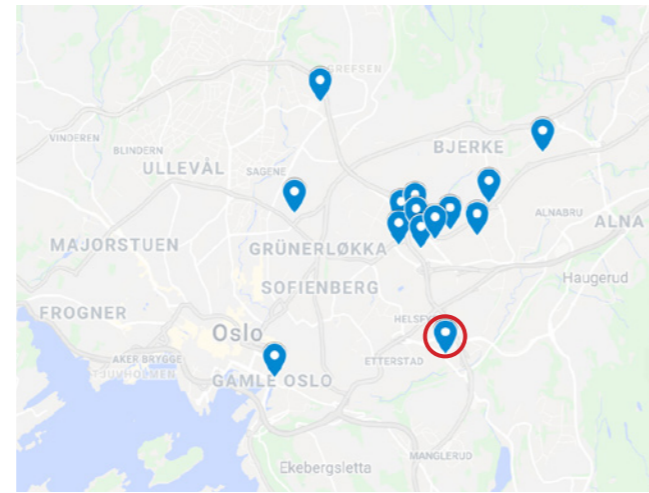 GREFSEN
VINDEREN
BLINDERN
BJERKE
ULLEVÅL
SAGENE
ALNABRU
ALNA
MAJORSTUEN
GRÜNERLØKKA
Haugerud
SOFIENBERG
FROGNER
HELSFYR
Oslo
AKER BRYGGE
ETTERSTAD
TJUVHOLMEN
GAMLE OSLO
MANGLERUD
Ekebergsletta